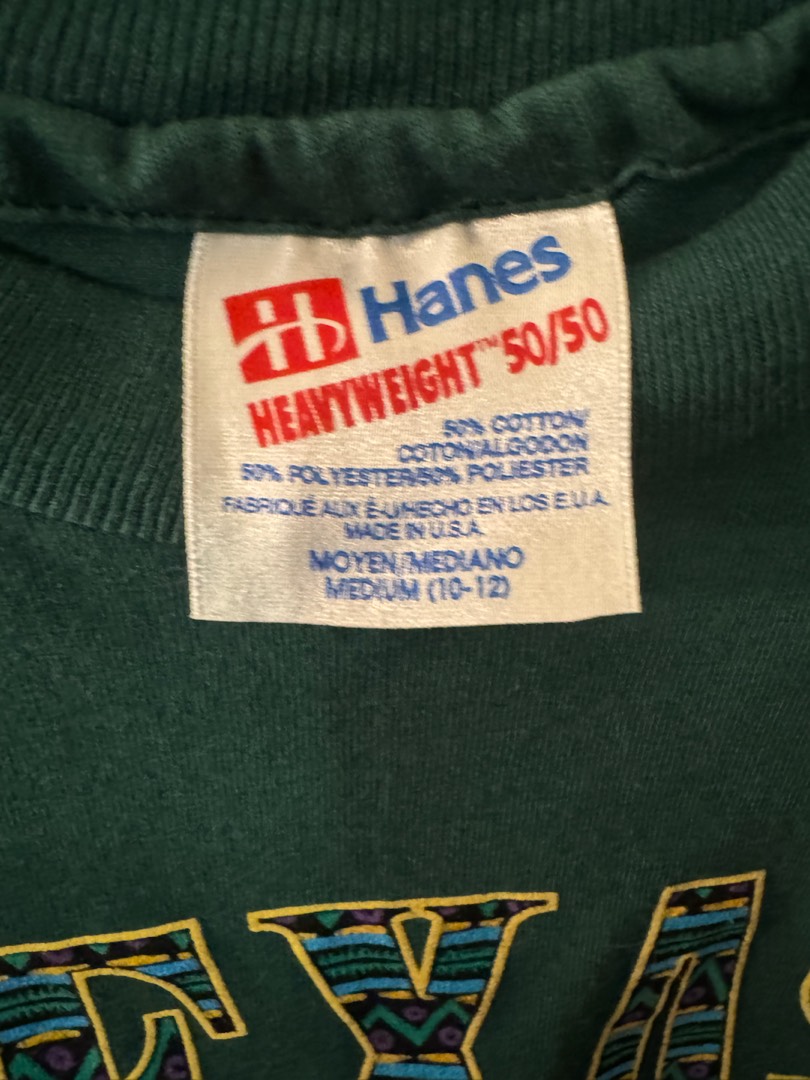 H Hanes
HEAVYWEIGHT™ 50/50
50% COTTON/
COTON/ALGODON
50% POLYESTER/50% POLIESTER
FABRIQUÉ AUX É-U/HECHO EN LOS E.U.A.
MADE IN U.S.A.
MOYEN/MEDIANO
MEDIUM (10-12)
EXAS